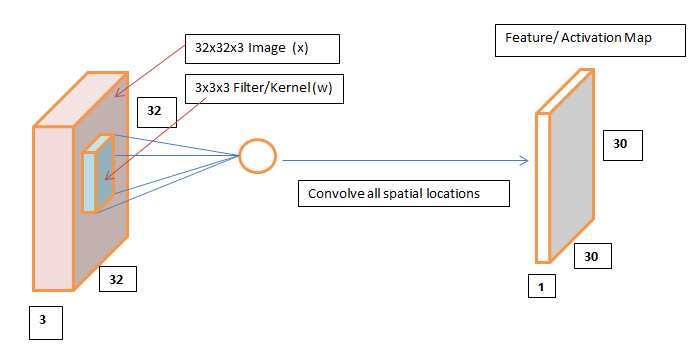 32x32x3 Image (x)
Feature/ Activation Map
3x3x3 Filter/Kernel (w)
32
30
Convolve all spatial locations
30
32
1
3